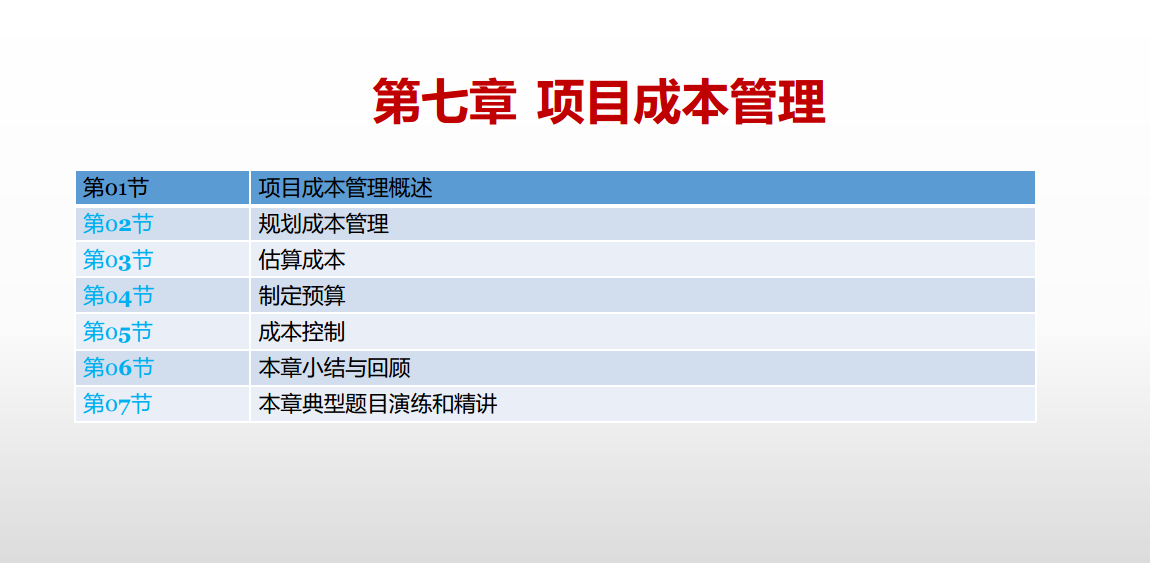 第七章 项目成本管理
第01节 项目成本管理概述
第02节 规划成本管理
第03节 估算成本
第04节 制定预算
第05节 成本控制
第06节 本章小结与回顾
第07节 本章典型题目演练和精讲